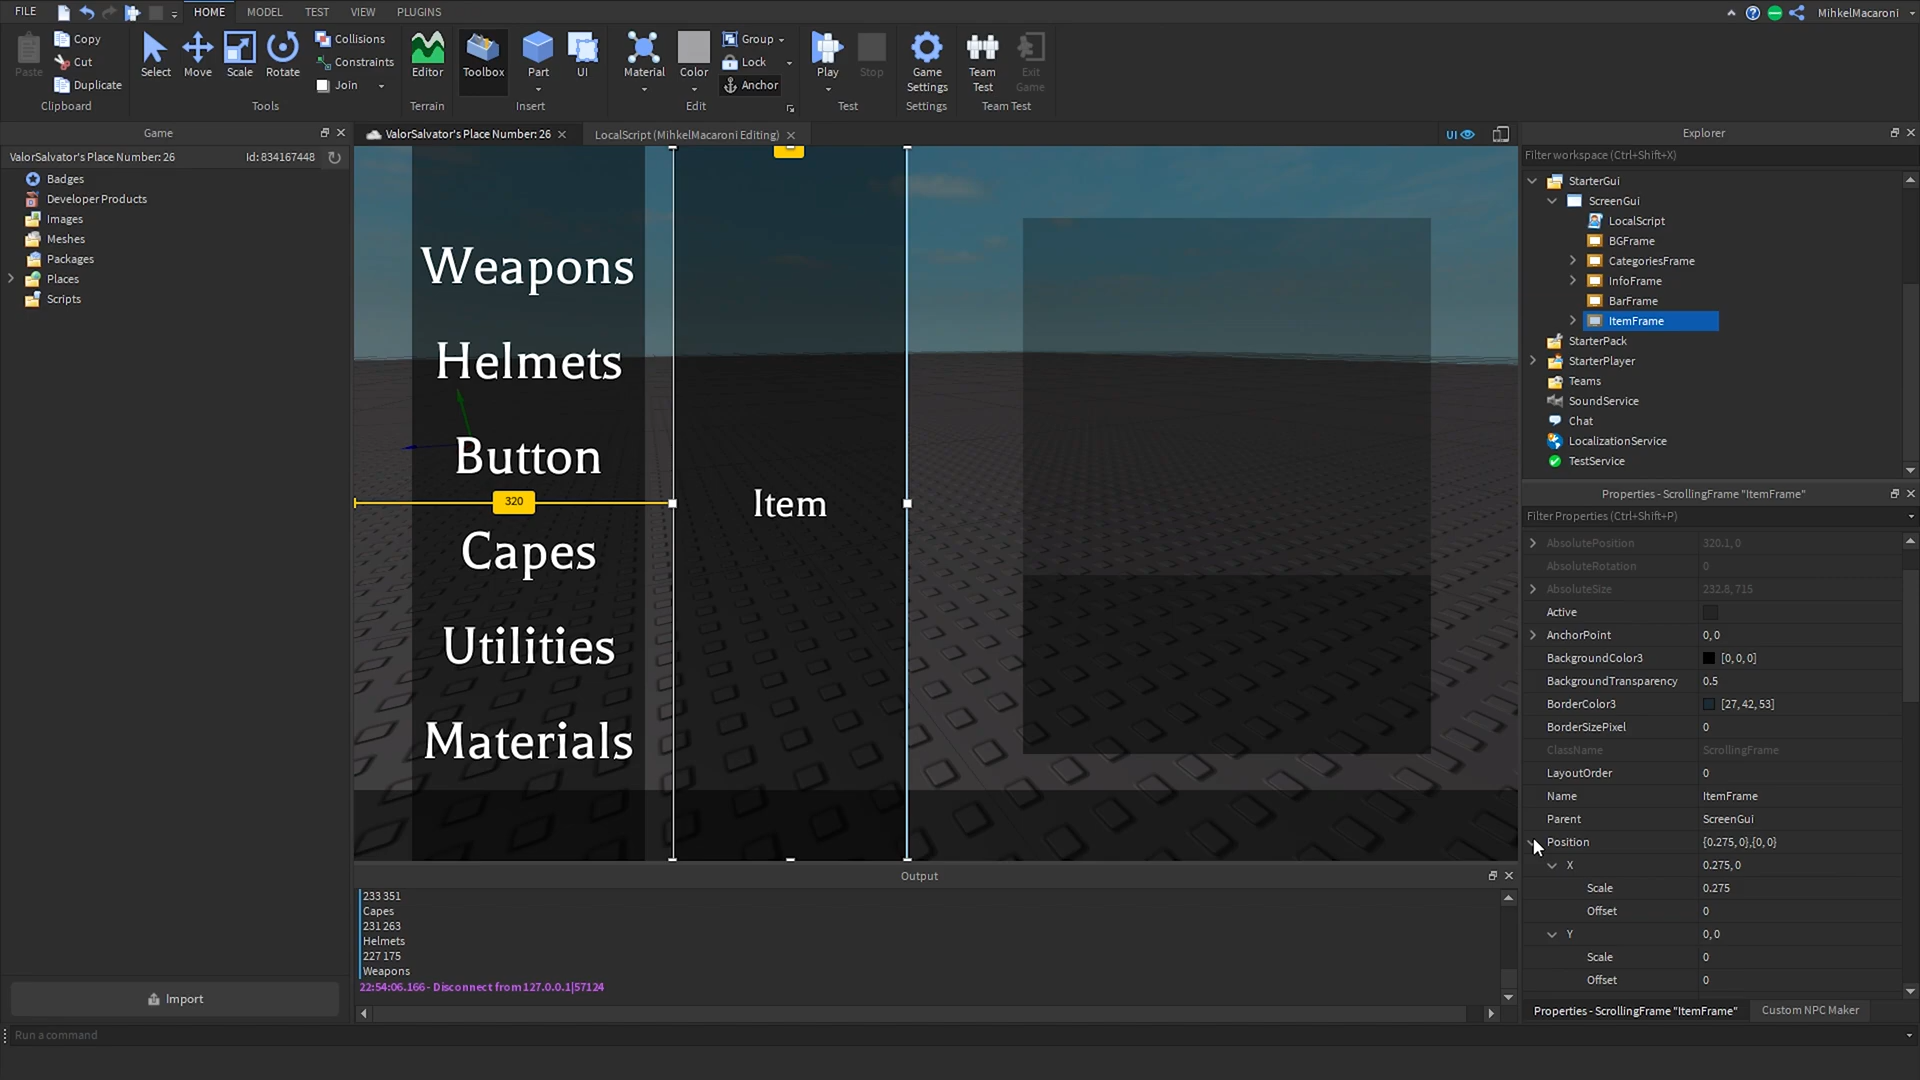 FILE
HOME
MODEL
TEST
VIEW
PLUGINS
MihkelMacaroni
Paste
Copy
Cut
Duplicate
Clipboard
Select
Move
Scale
Rotate
Collisions
Constraints
Join
Tools
Editor
Terrain
Toolbox
Part
UI
Insert
Material
Color
Group
Lock
Anchor
Edit
Play
Stop
Test
Game
Settings
Settings
Team
Test
Exit
Game
Team Test
Game
ValorSalvator's Place Number: 26
Id:834167448
Badges
Developer Products
Images
Meshes
Packages
Places
Scripts
Import
ValorSalvator's Place Number: 26
LocalScript (MihkelMacaroni Editing)
UI
Weapons
Helmets
Button
320
Item
Capes
Utilities
Materials
Output
233 351
Capes
231 263
Helmets
227 175
Weapons
22:54:06.166 - Disconnect from 127.0.0.1|57124
Run a command
Explorer
Filter workspace (Ctrl+Shift+X)
StarterGui
ScreenGui
LocalScript
BGFrame
CategoriesFrame
InfoFrame
BarFrame
ItemFrame
StarterPack
StarterPlayer
Teams
SoundService
Chat
LocalizationService
TestService
Properties - ScrollingFrame "ItemFrame"
Filter Properties (Ctrl+Shift+P)
AbsolutePosition 320.1, 0
AbsoluteRotation 0
AbsoluteSize 232.8, 715
Active
AnchorPoint 0, 0
BackgroundColor3 [0, 0, 0]
BackgroundTransparency 0.5
BorderColor3 [27, 42, 53]
BorderSizePixel 0
ClassName ScrollingFrame
LayoutOrder 0
Name ItemFrame
Parent ScreenGui
Position {0.275, 0},{0, 0}
X 0.275, 0
Scale 0.275
Offset 0
Y 0, 0
Scale 0
Offset 0
Properties - ScrollingFrame "ItemFrame"
Custom NPC Maker